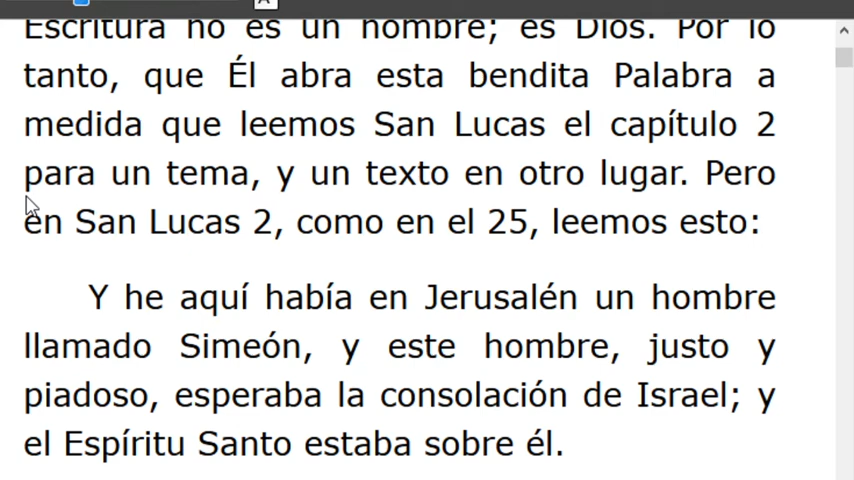 Escritura no es un hombre; es Dios. Por lo
tanto, que Él abra esta bendita Palabra a
medida que leemos San Lucas el capítulo 2
para un tema, y un texto en otro lugar. Pero
en San Lucas 2, como en el 25, leemos esto:
Y he aquí había en Jerusalén un hombre
llamado Simeón, y este hombre, justo y
piadoso, esperaba la consolación de Israel; y
el Espíritu Santo estaba sobre él.